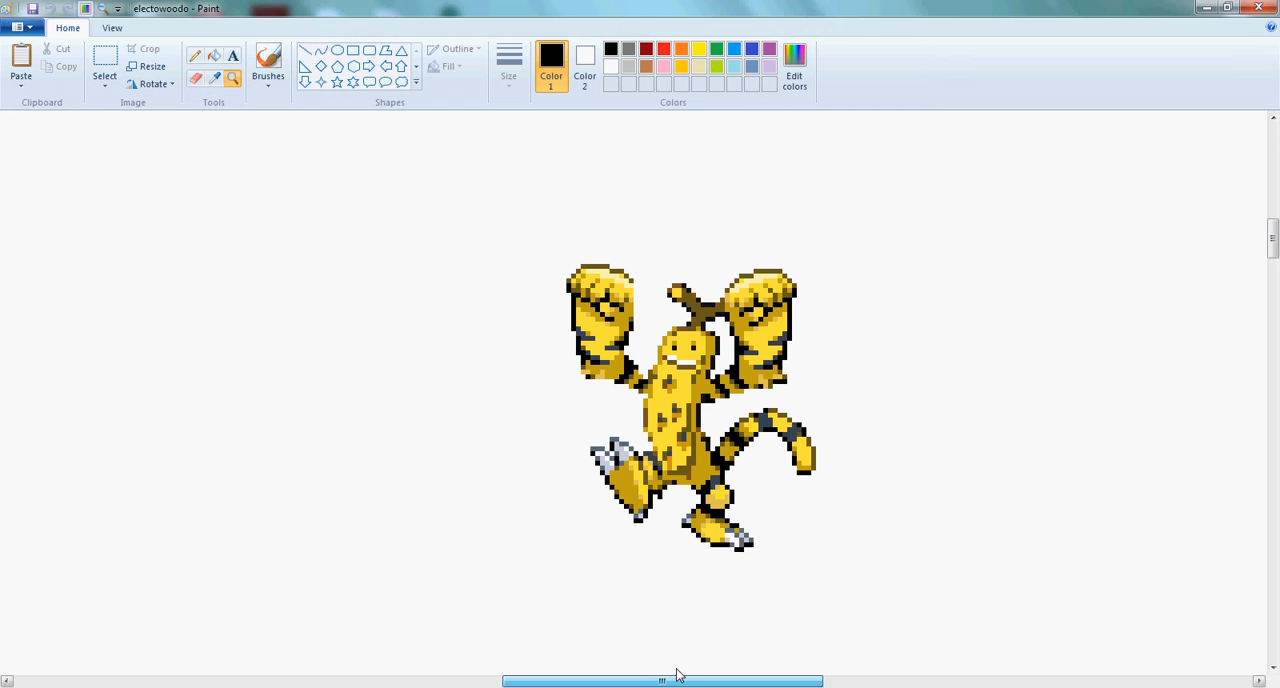 electowoodo - Paint
Home View
Paste
Cut
Copy
Clipboard
Select
Crop
Resize
Rotate
Image
A
Tools
Brushes
Shapes
Outline
Fill
Size
Color 1
Color 2
Edit colors
Colors